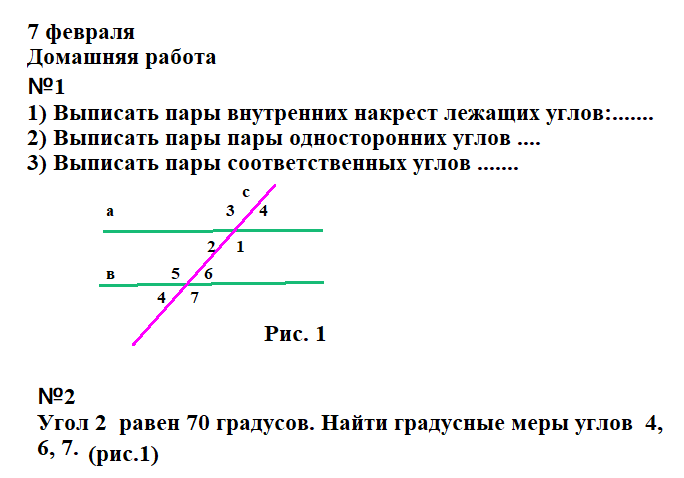 7 февраля
Домашняя работа
№1
1) Выписать пары внутренних накрест лежащих углов:.......
2) Выписать пары пары односторонних углов ....
3) Выписать пары соответственных углов .......
с
а 3 4
2 1
в 5 6
4 7
Рис. 1
№2
Угол 2 равен 70 градусов. Найти градусные меры углов 4,
6, 7. (рис.1)